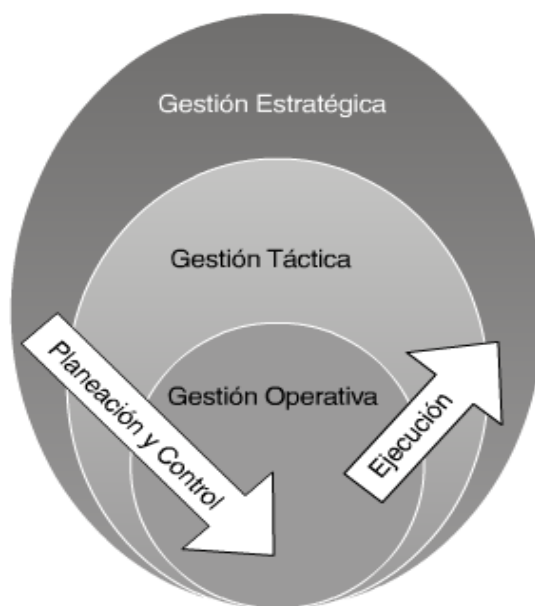 Gestión Estratégica
Gestión Táctica
Gestión Operativa
Planeación y Control
Ejecución